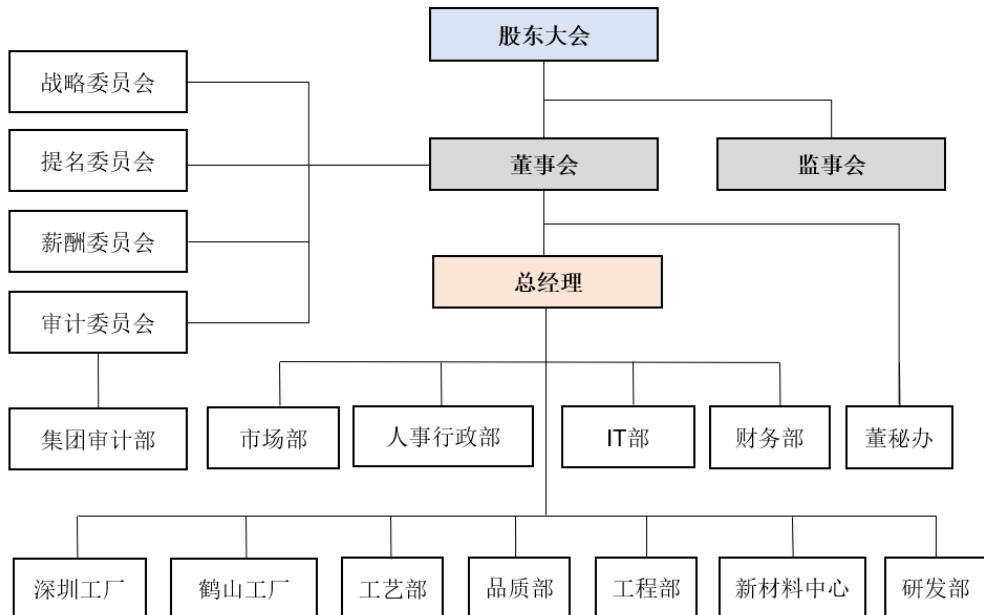 股东大会
战略委员会
提名委员会
董事会
监事会
薪酬委员会
总经理
审计委员会
集团审计部
市场部
人事行政部
IT部
财务部
董秘办
深圳工厂
鹤山工厂
工艺部
品质部
工程部
新材料中心
研发部